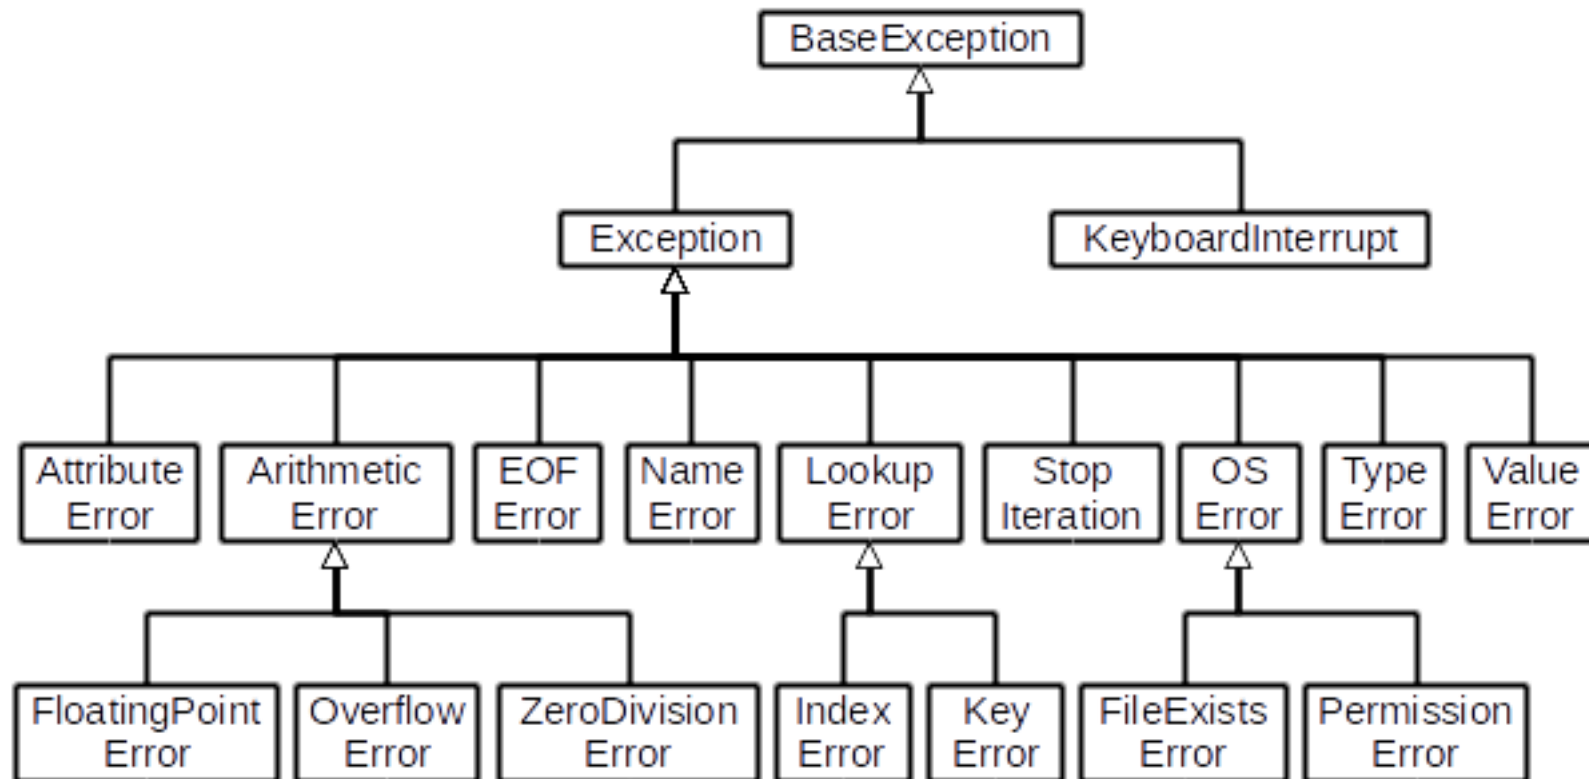 BaseException
Exception
KeyboardInterrupt
Attribute
Error
Arithmetic
Error
EOF
Error
Name
Error
Lookup
Error
Stop
Iteration
OS
Error
Type
Error
Value
Error
FloatingPoint
Error
Overflow
Error
ZeroDivision
Error
Index
Error
Key
Error
FileExists
Error
Permission
Error